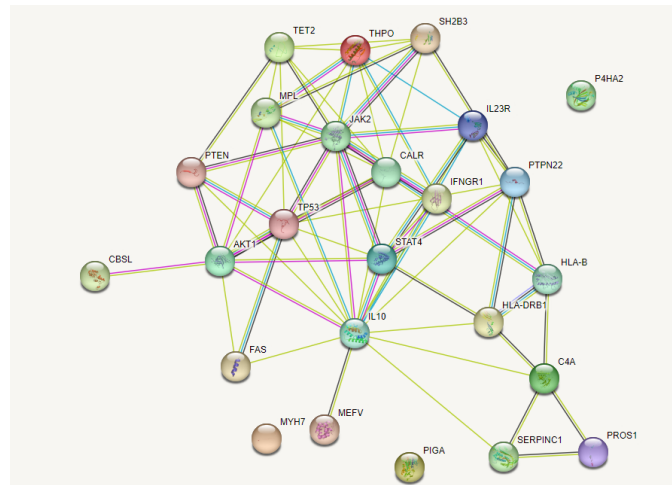 TET2
THPO
SH2B3
P4HA2
MPL
JAK2
IL23R
PTEN
CALR
IFNGR1
PTPN22
TP53
AKT1
STAT4
CBSL
HLA-B
HLA-DRB1
IL10
FAS
C4A
MYH7
MEFV
PIGA
SERPINC1
PROS1